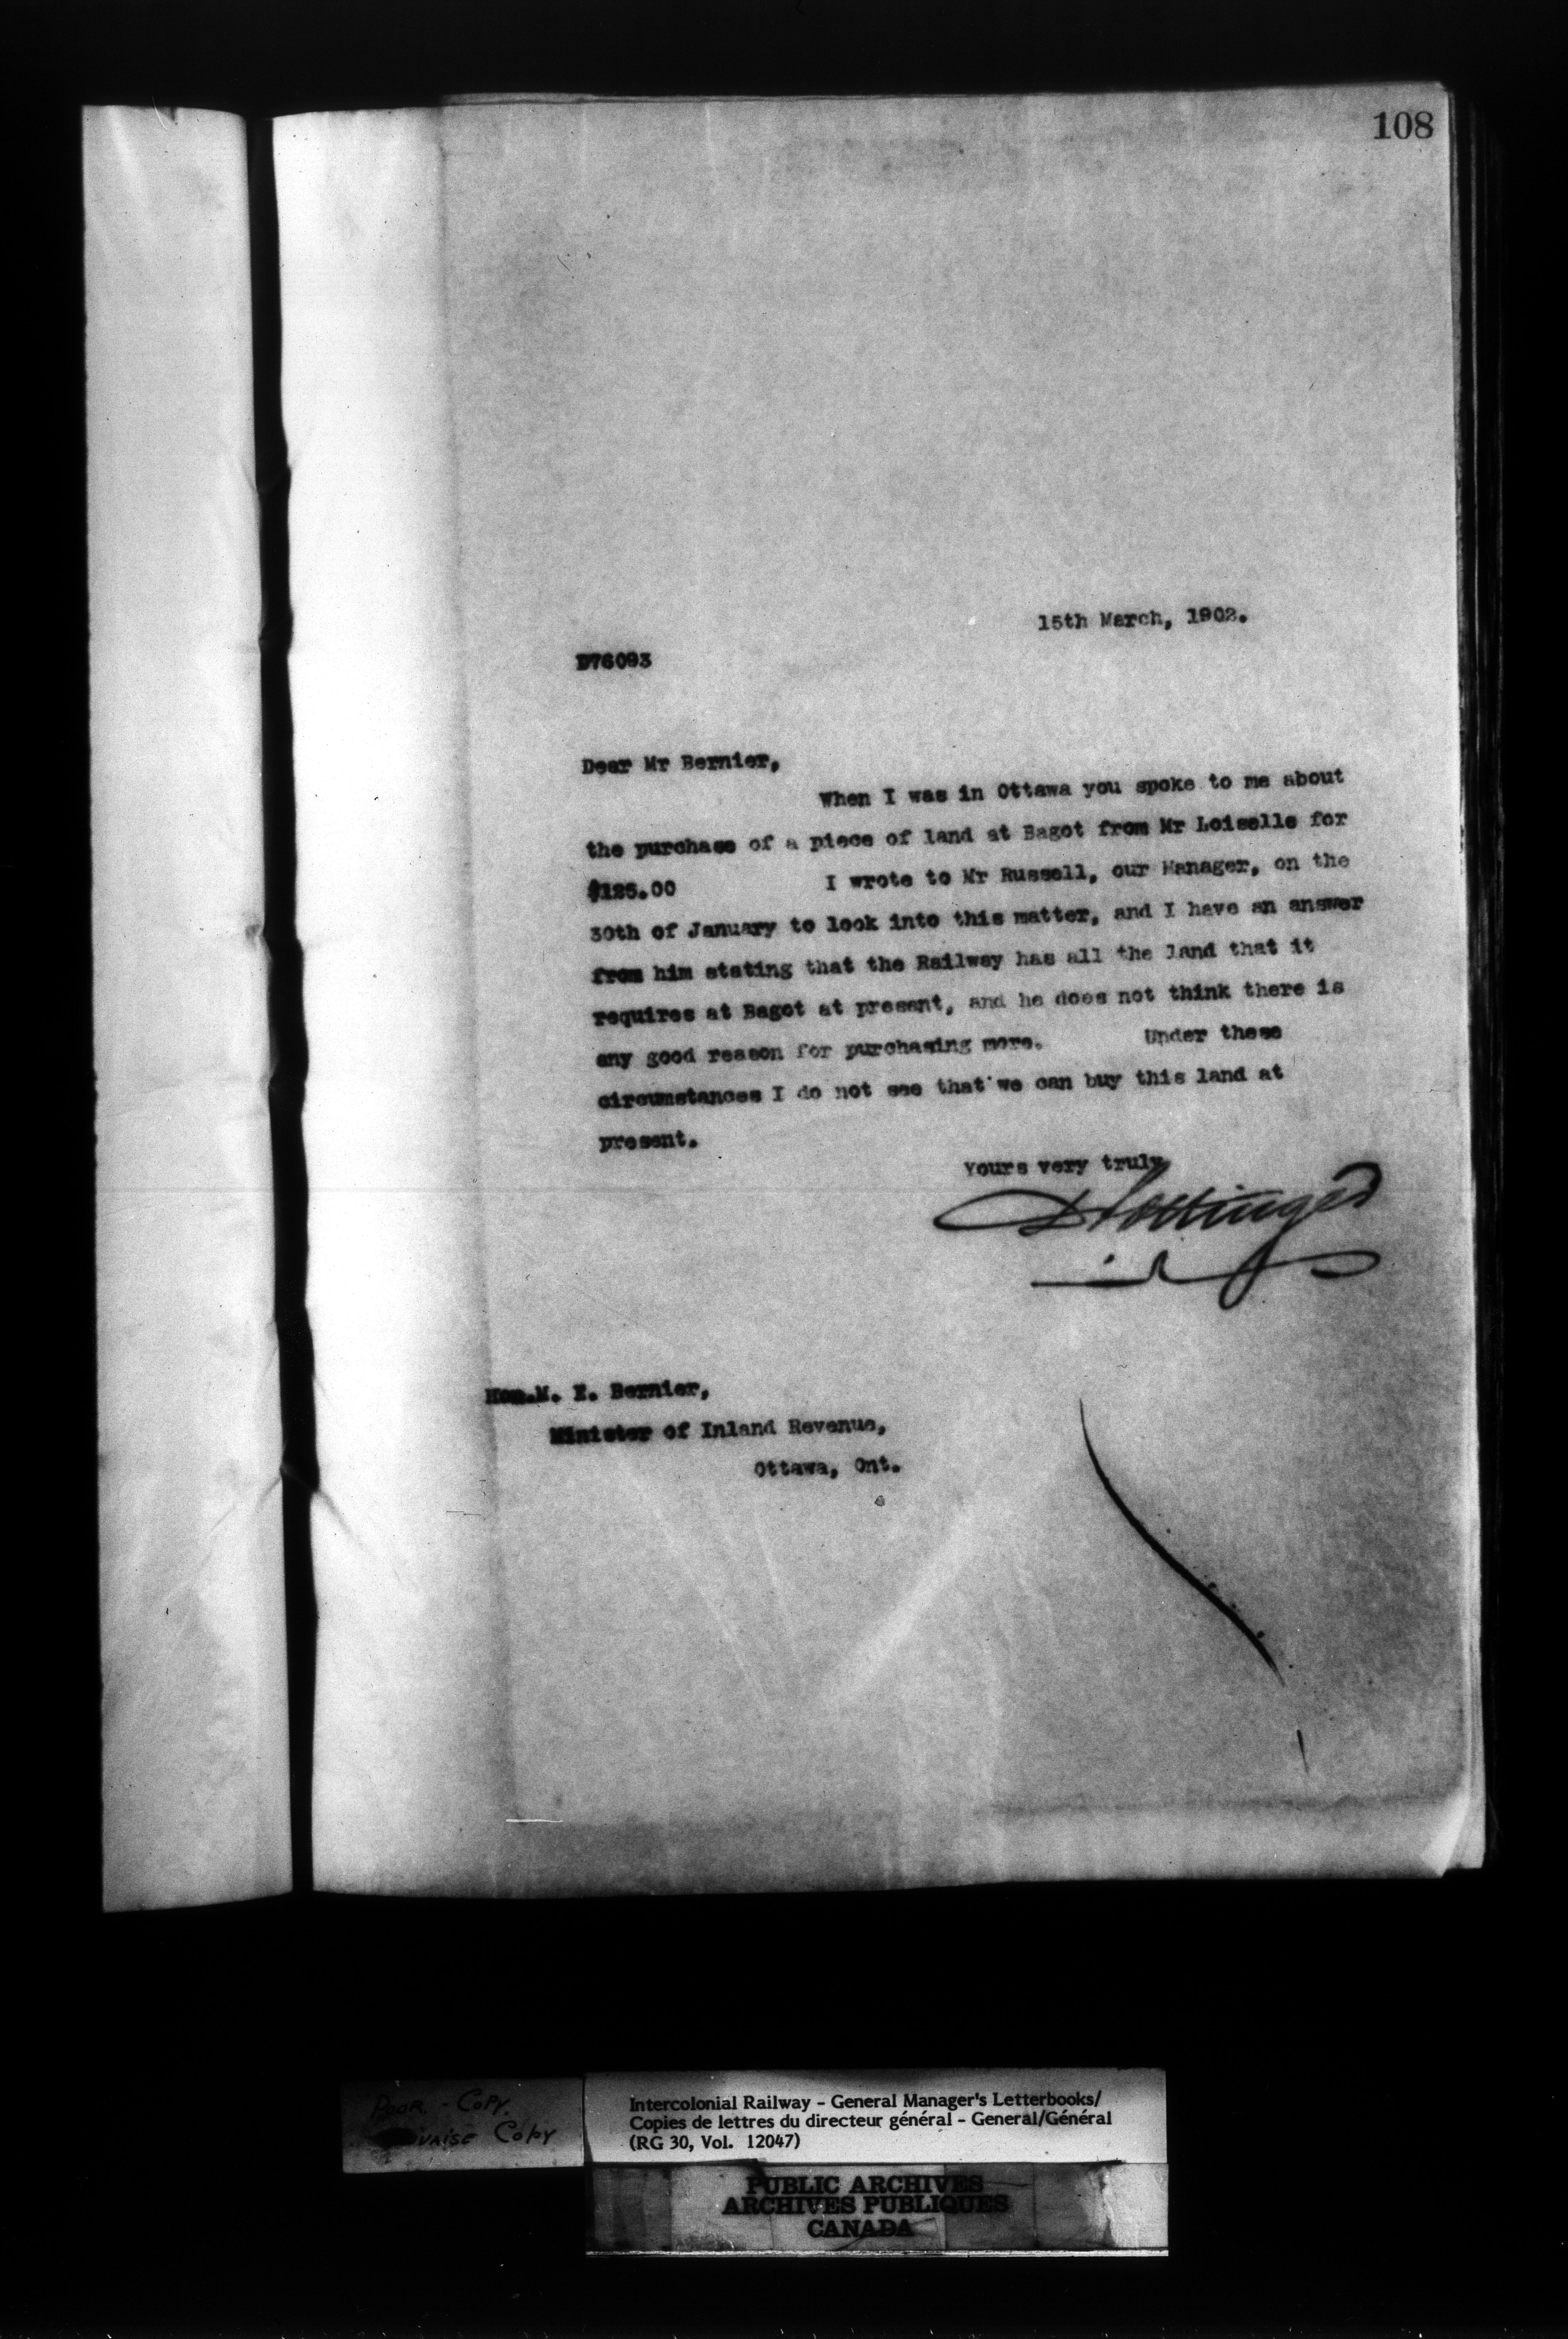 108
15th March, 1902.
D76093
Dear Mr Bernier,
When I was in Ottawa you spoke to me about
the purchase of a piece of land at Bagot from Mr Loiselle for
$125.00 I wrote to Mr Russell, our Manager, on the
30th of January to look into this matter, and I have an answer
from him stating that the Railway has all the land that it
requires at Bagot at present, and he does not think there is
any good reason for purchasing more. Under these
circumstances I do not see that we can buy this land at
present.
Yours very truly
DPottinger
Hon.M. E. Bernier,
Minister of Inland Revenue,
Ottawa, Ont.
Poor - Copy.
Copy
Intercolonial Railway - General Manager's Letterbooks/
Copies de lettres du directeur général - General/Général
(RG 30, Vol. 12047)
PUBLIC ARCHIVES
ARCHIVES PUBLIQUES
CANADA